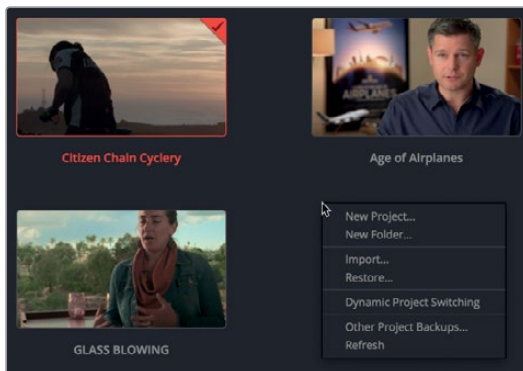 AIRPLANES
Citizen Chain Cyclery
Age of Airplanes
New Project...
New Folder...
Import...
Restore...
Dynamic Project Switching
Other Project Backups...
Refresh
GLASS BLOWING